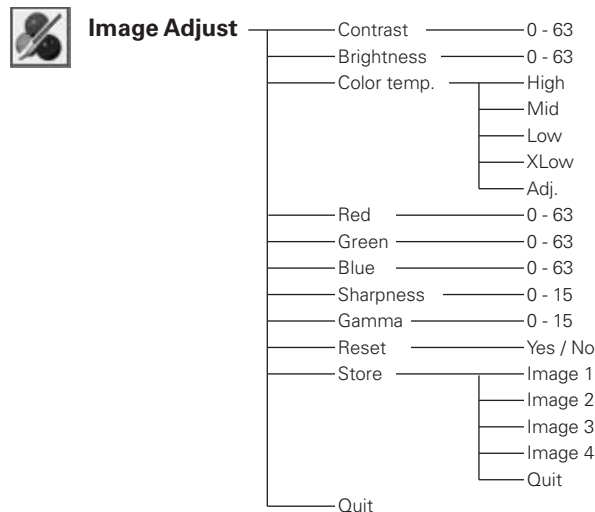 Image Adjust Contrast 0 - 63
Brightness 0 - 63
Color temp. High
Mid
Low
XLow
Adj.
Red 0 - 63
Green 0 - 63
Blue 0 - 63
Sharpness 0 - 15
Gamma 0 - 15
Reset Yes / No
Store Image 1
Image 2
Image 3
Image 4
Quit
Quit